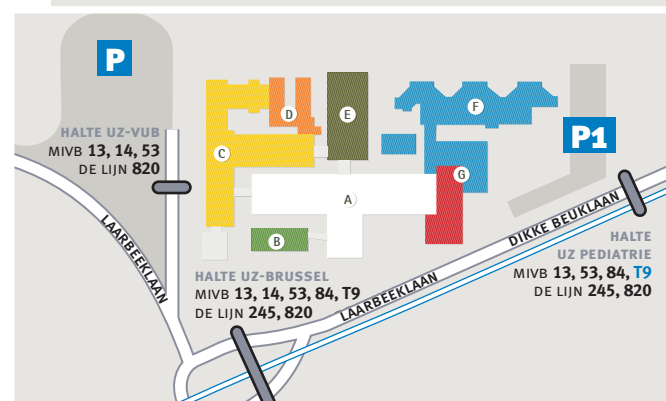 P
D
E
F
HALTE UZ-VUB
MIVB 13, 14, 53
DE LIJN 820
C
P1
G
A
B
LAARBEEKLAAN
HALTE UZ-BRUSSEL
MIVB 13, 14, 53, 84, T9
DE LIJN 245, 820
LAARBEEKLAAN
DIKKE BEUKLAAN
HALTE
UZ PEDIATRIE
MIVB 13, 53, 84, T9
DE LIJN 245, 820